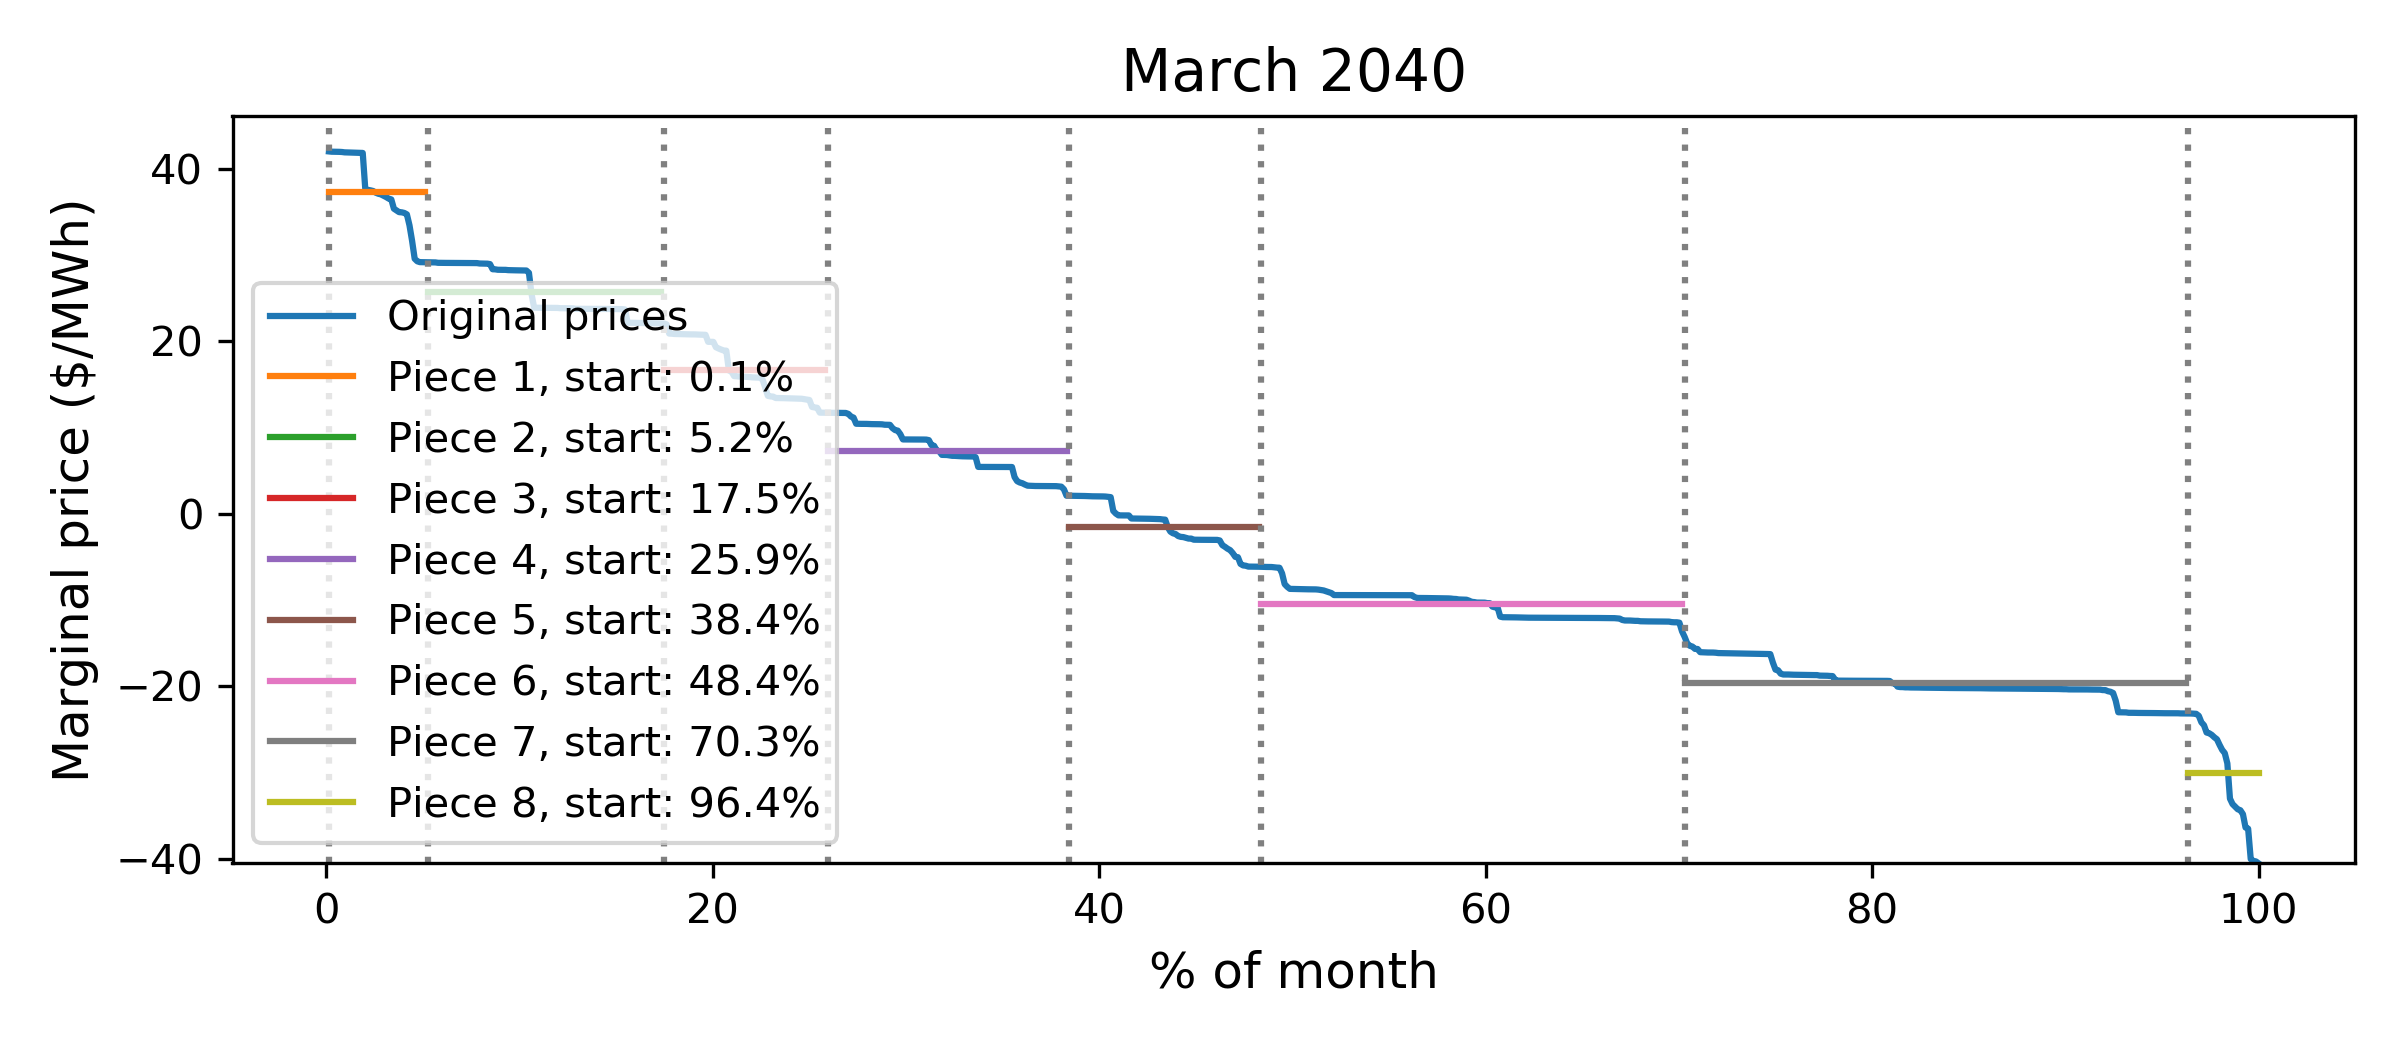 March 2040
Marginal price ($/MWh)
40
20
0
−20
−40
Original prices
Piece 1, start: 0.1%
Piece 2, start: 5.2%
Piece 3, start: 17.5%
Piece 4, start: 25.9%
Piece 5, start: 38.4%
Piece 6, start: 48.4%
Piece 7, start: 70.3%
Piece 8, start: 96.4%
0 20 40 60 80 100
% of month